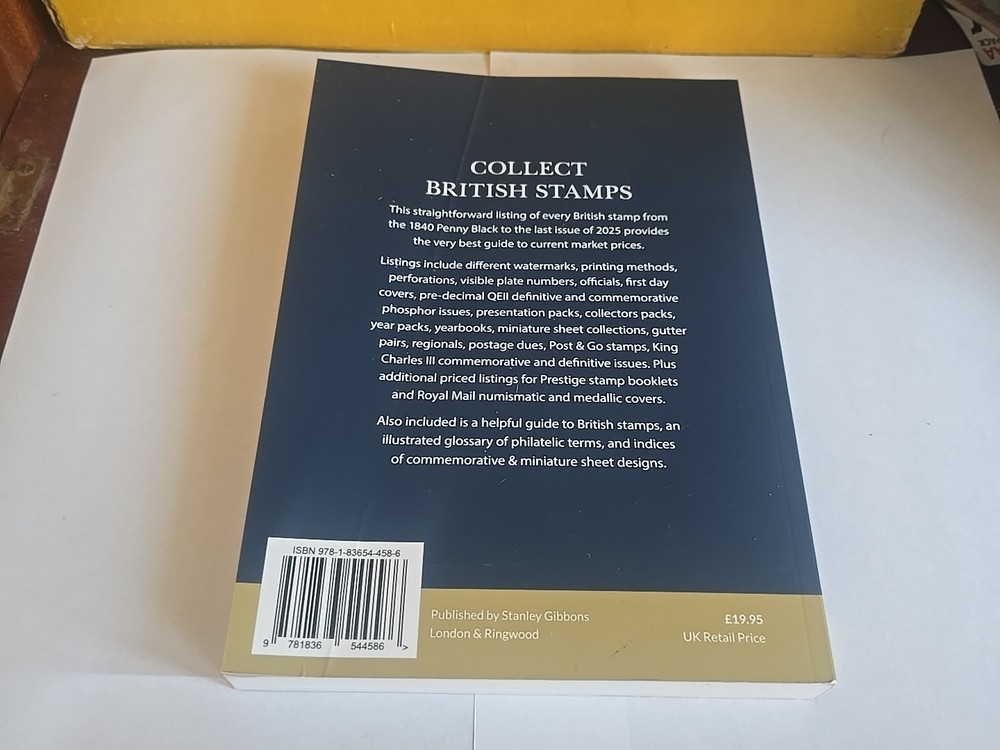 COLLECT
BRITISH STAMPS
This straightforward listing of every British stamp from
the 1840 Penny Black to the last issue of 2025 provides
the very best guide to current market prices.
Listings include different watermarks, printing methods,
perforations, visible plate numbers, officials, first day
covers, pre-decimal QEII definitive and commemorative
phosphor issues, presentation packs, collectors packs,
year packs, yearbooks, miniature sheet collections, gutter
pairs, regionals, postage dues, Post & Go stamps, King
Charles III commemorative and definitive issues. Plus
additional priced listings for Prestige stamp booklets
and Royal Mail numismatic and medallic covers.
Also included is a helpful guide to British stamps, an
illustrated glossary of philatelic terms, and indices
of commemorative & miniature sheet designs.
ISBN 978-1-83654-458-6
9 781836 544586 >
Published by Stanley Gibbons
London & Ringwood
£19.95
UK Retail Price